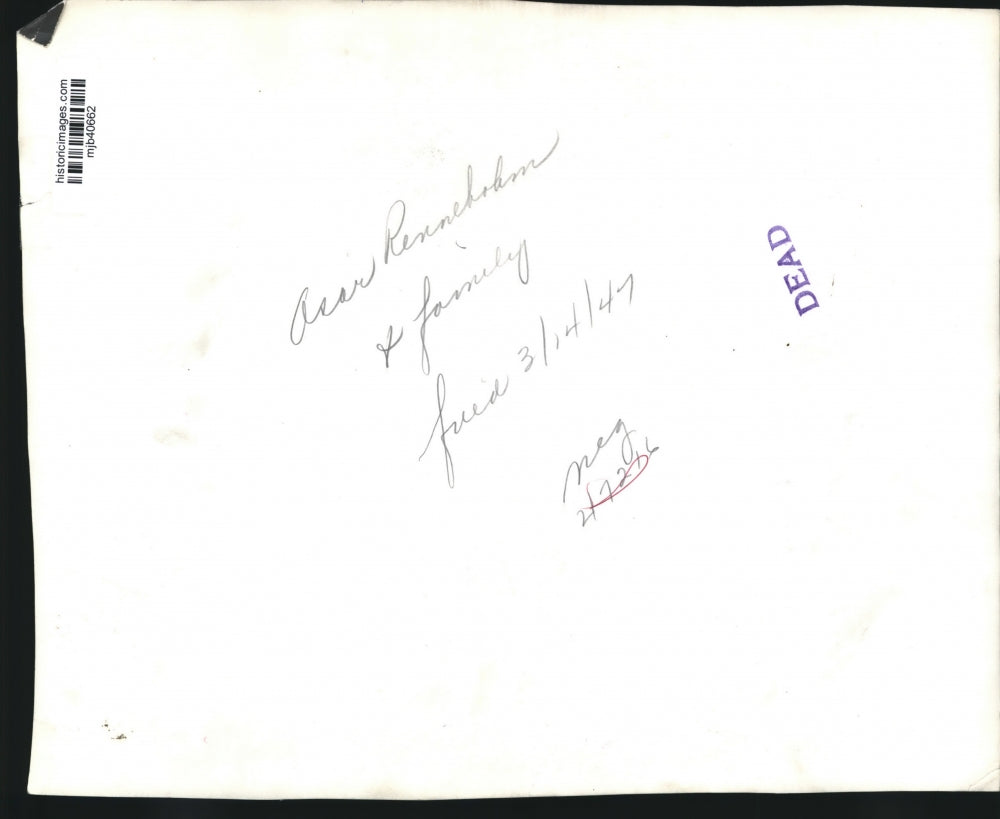 historicimages.com
mjb40662
Oscar Rennebohm
& family
filed 3/14/47
neg
DEAD